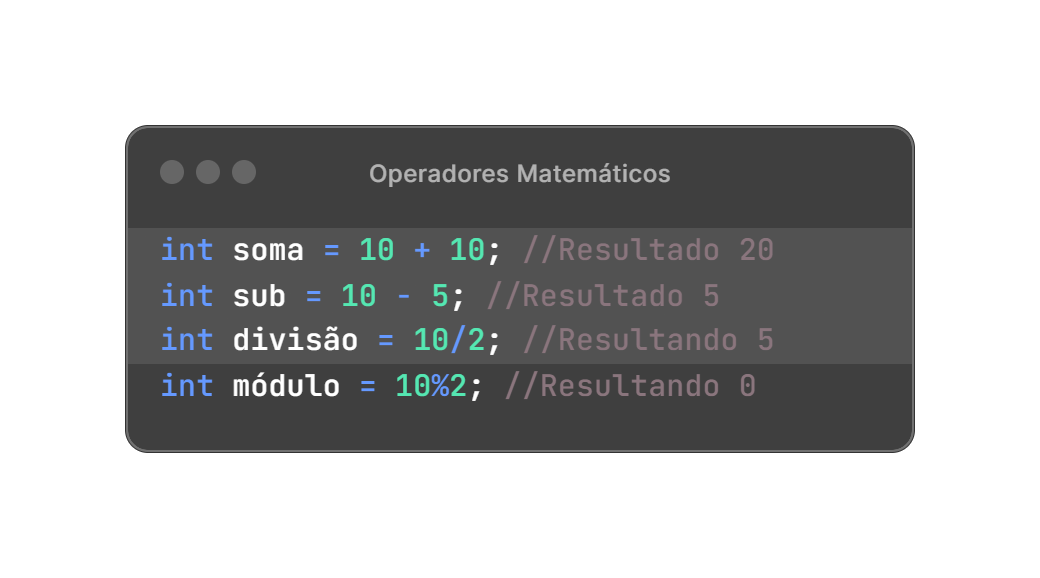 Operadores Matemáticos
int soma = 10 + 10; //Resultado 20
int sub = 10 - 5; //Resultado 5
int divisão = 10/2; //Resultando 5
int módulo = 10%2; //Resultando 0